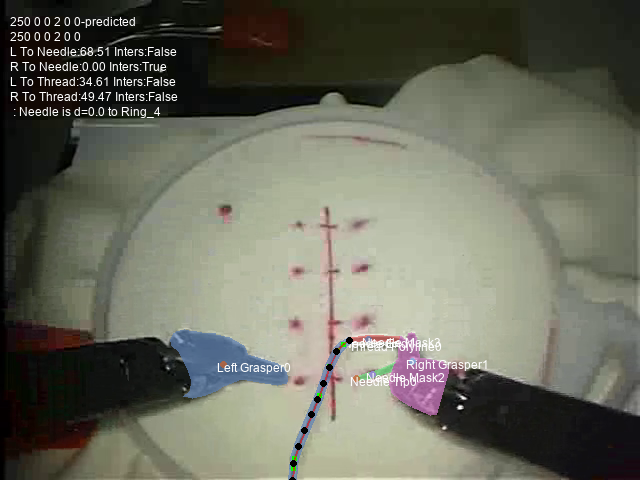 250 0 0 2 0 0-predicted
250 0 0 2 0 0
L To Needle:68.51 Inters:False
R To Needle:0.00 Inters:True
L To Thread:34.61 Inters:False
R To Thread:49.47 Inters:False
: Needle is d=0.0 to Ring_4
Left Grasper0
Right Grasper1
Needle Mask2